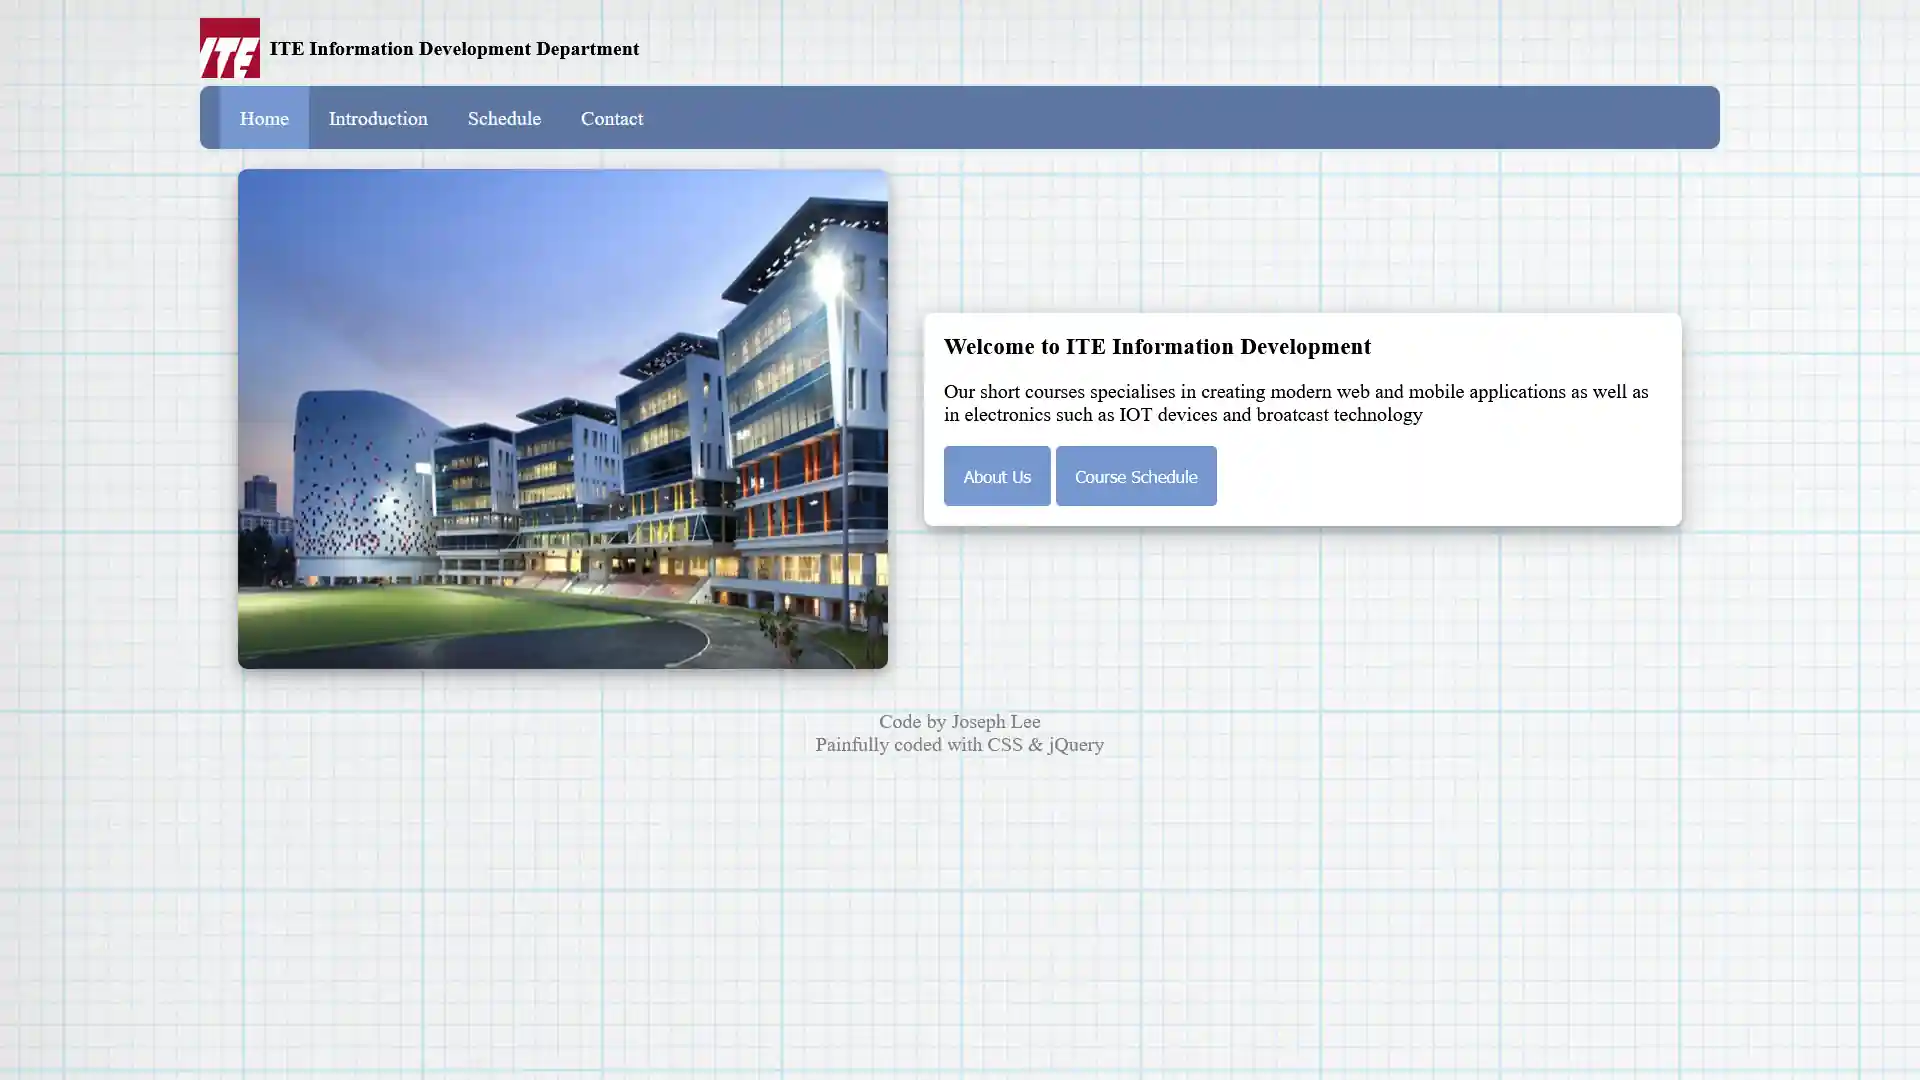 ITE
ITE Information Development Department
Home
Introduction
Schedule
Contact
Welcome to ITE Information Development
Our short courses specialises in creating modern web and mobile applications as well as
in electronics such as IOT devices and broatcast technology
About Us
Course Schedule
Code by Joseph Lee
Painfully coded with CSS & jQuery